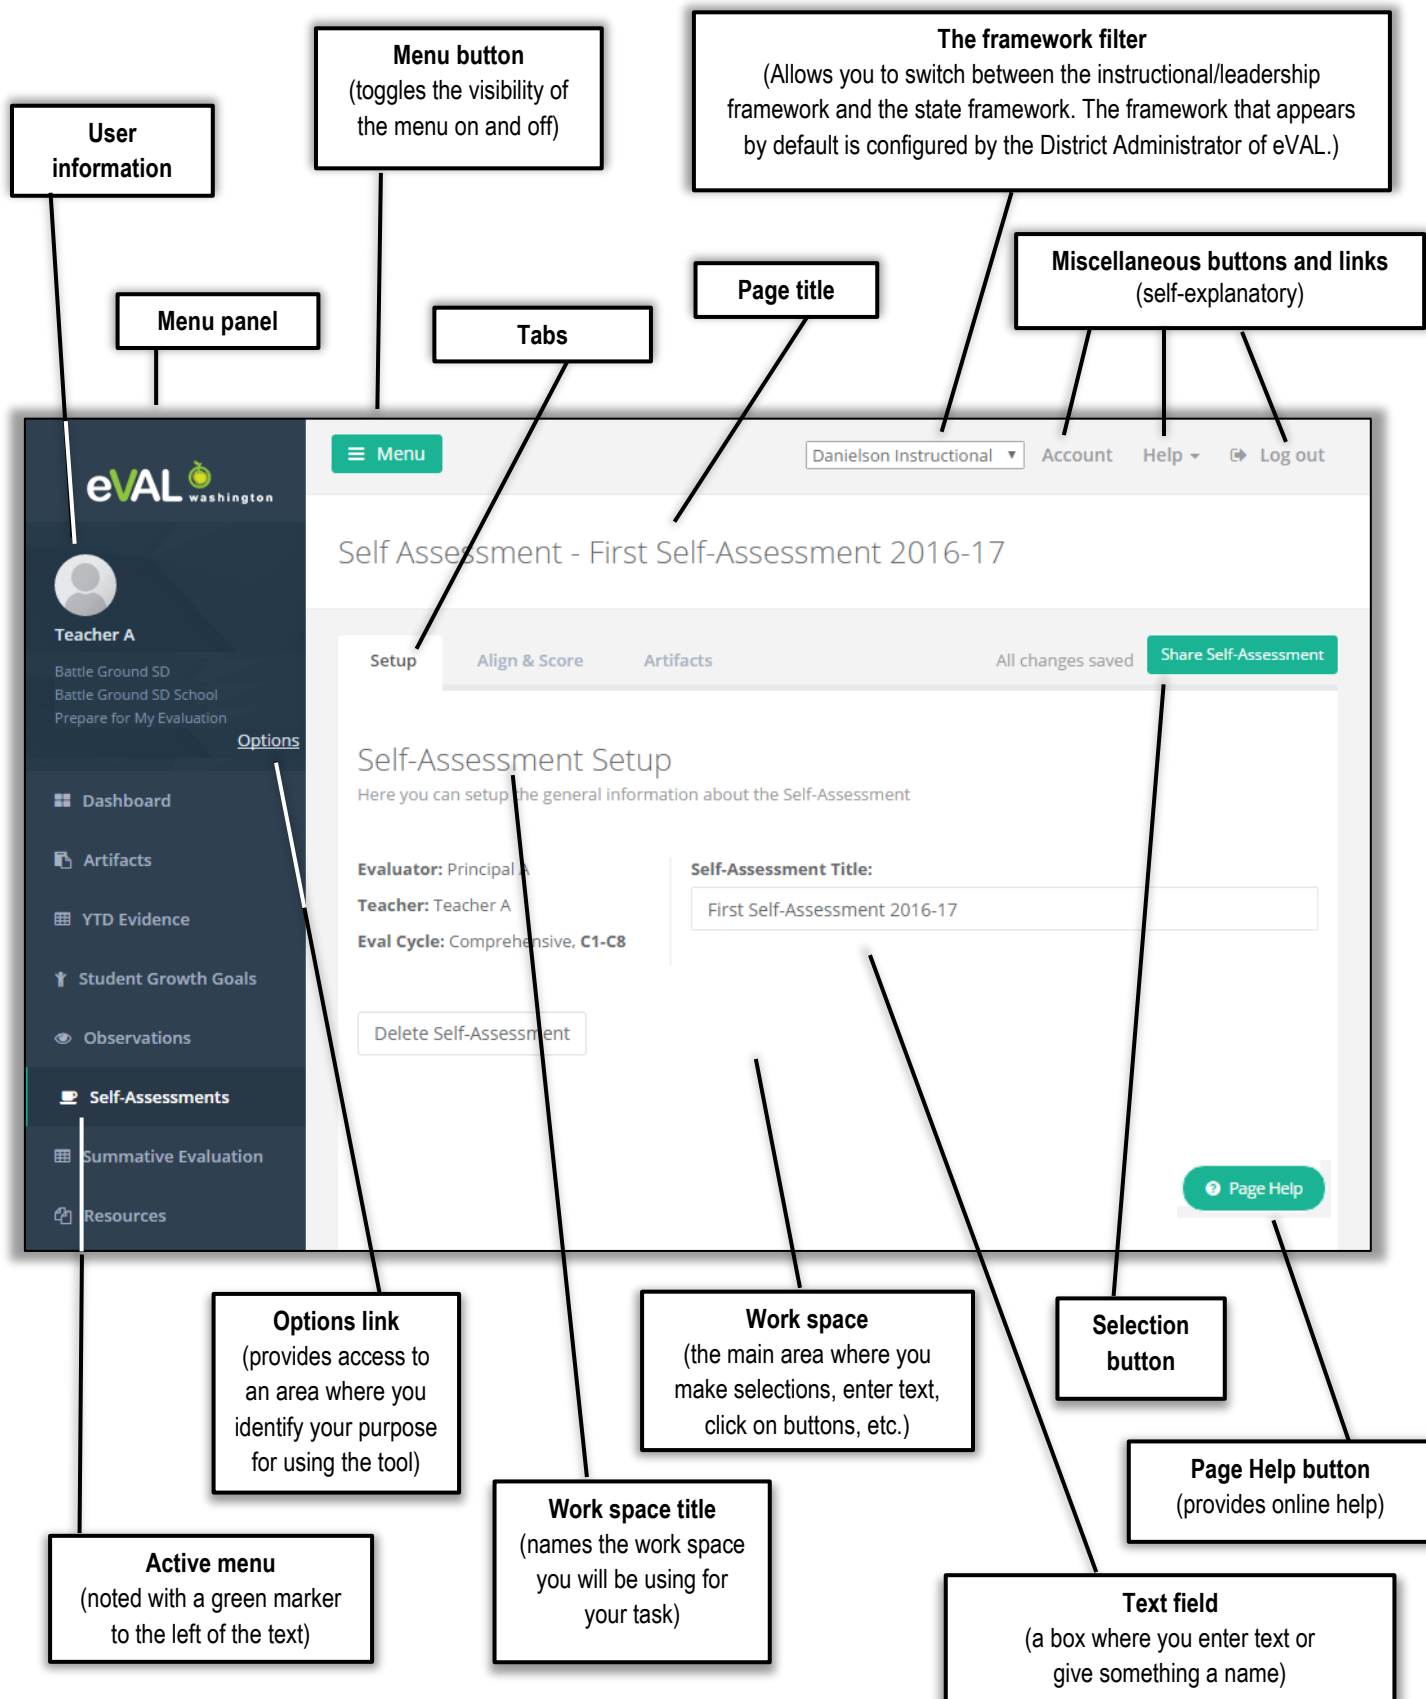 Menu button
(toggles the visibility of
the menu on and off)
The framework filter
(Allows you to switch between the instructional/leadership
framework and the state framework. The framework that appears
by default is configured by the District Administrator of eVAL.)
User
information
Miscellaneous buttons and links
(self-explanatory)
Page title
Menu panel
Tabs
eVAL
washington
Menu
Danielson Instructional
Account
Help
Log out
Self Assessment - First Self-Assessment 2016-17
Teacher A
Battle Ground SD
Battle Ground SD School
Prepare for My Evaluation
Options
Setup
Align & Score
Artifacts
All changes saved
Share Self-Assessment
Self-Assessment Setup
Here you can setup the general information about the Self-Assessment
Evaluator: Principal A
Teacher: Teacher A
Eval Cycle: Comprehensive, C1-C8
Self-Assessment Title:
First Self-Assessment 2016-17
Delete Self-Assessment
Dashboard
Artifacts
YTD Evidence
Student Growth Goals
Observations
Self-Assessments
Summative Evaluation
Resources
Page Help
Options link
(provides access to
an area where you
identify your purpose
for using the tool)
Work space
(the main area where you
make selections, enter text,
click on buttons, etc.)
Selection
button
Page Help button
(provides online help)
Work space title
(names the work space
you will be using for
your task)
Active menu
(noted with a green marker
to the left of the text)
Text field
(a box where you enter text or
give something a name)